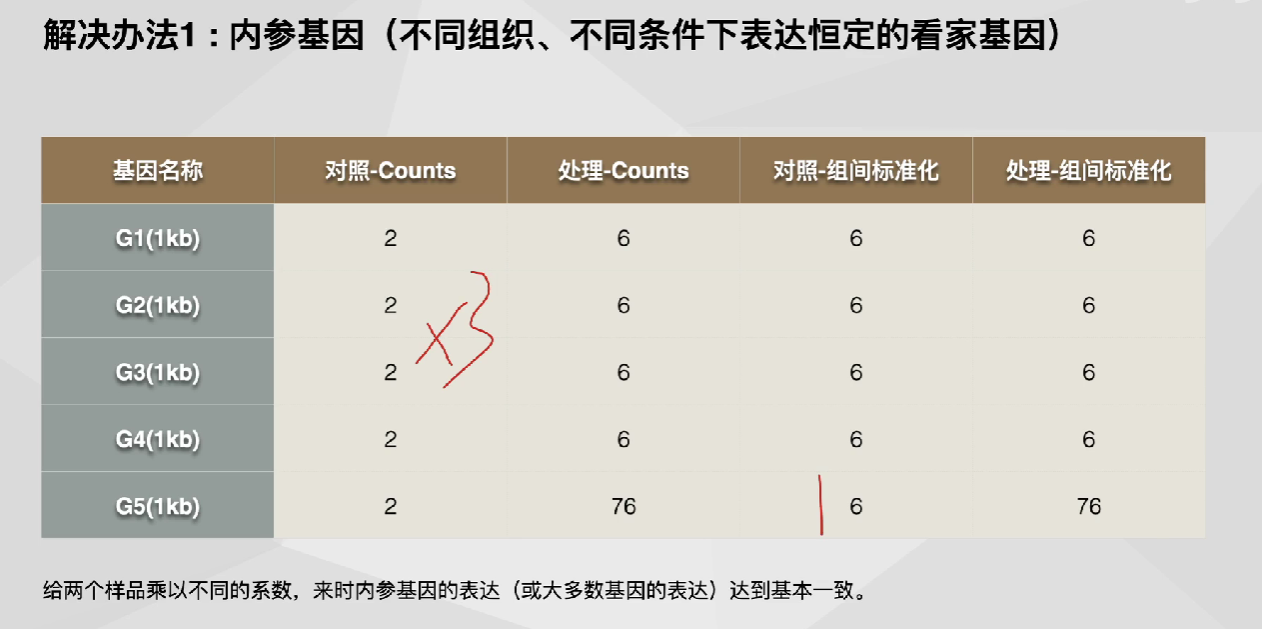 解决办法1：内参基因（不同组织、不同条件下表达恒定的看家基因）
基因名称 对照-Counts 处理-Counts 对照-组间标准化 处理-组间标准化
G1(1kb) 2 6 6 6
G2(1kb) 2 6 6 6
G3(1kb) 2 6 6 6
×3
G4(1kb) 2 6 6 6
G5(1kb) 2 76 6 76
给两个样品乘以不同的系数，来时内参基因的表达（或大多数基因的表达）达到基本一致。